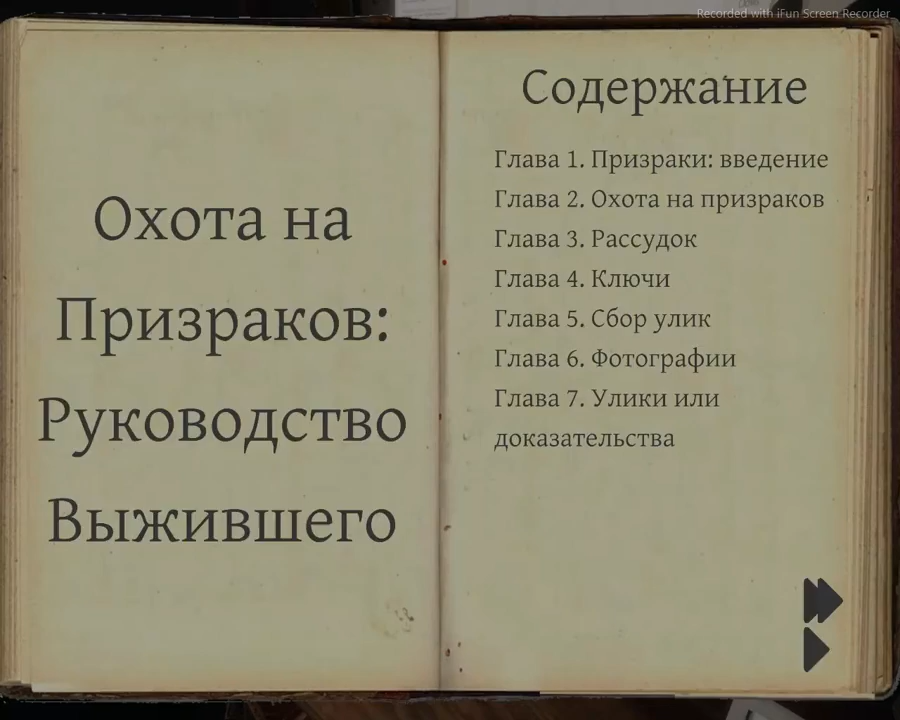 Recorded with iFun Screen Recorder
Охота на
Призраков:
Руководство
Выжившего
Содержание
Глава 1. Призраки: введение
Глава 2. Охота на призраков
Глава 3. Рассудок
Глава 4. Ключи
Глава 5. Сбор улик
Глава 6. Фотографии
Глава 7. Улики или
доказательства